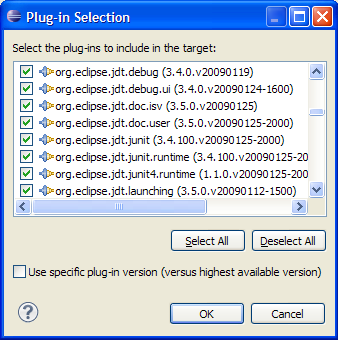 Plug-in Selection
Select the plug-ins to include in the target:
org.eclipse.jdt.debug (3.4.0.v20090119)
org.eclipse.jdt.debug.ui (3.4.0.v20090124-1600)
org.eclipse.jdt.doc.isv (3.5.0.v20090125)
org.eclipse.jdt.doc.user (3.5.0.v20090125-2000)
org.eclipse.jdt.junit (3.4.100.v20090125-2000)
org.eclipse.jdt.junit.runtime (3.4.100.v20090125-20
org.eclipse.jdt.junit4.runtime (1.1.0.v20090125-200
org.eclipse.jdt.launching (3.5.0.v20090112-1500)
Select All Deselect All
Use specific plug-in version (versus highest available version)
? OK Cancel